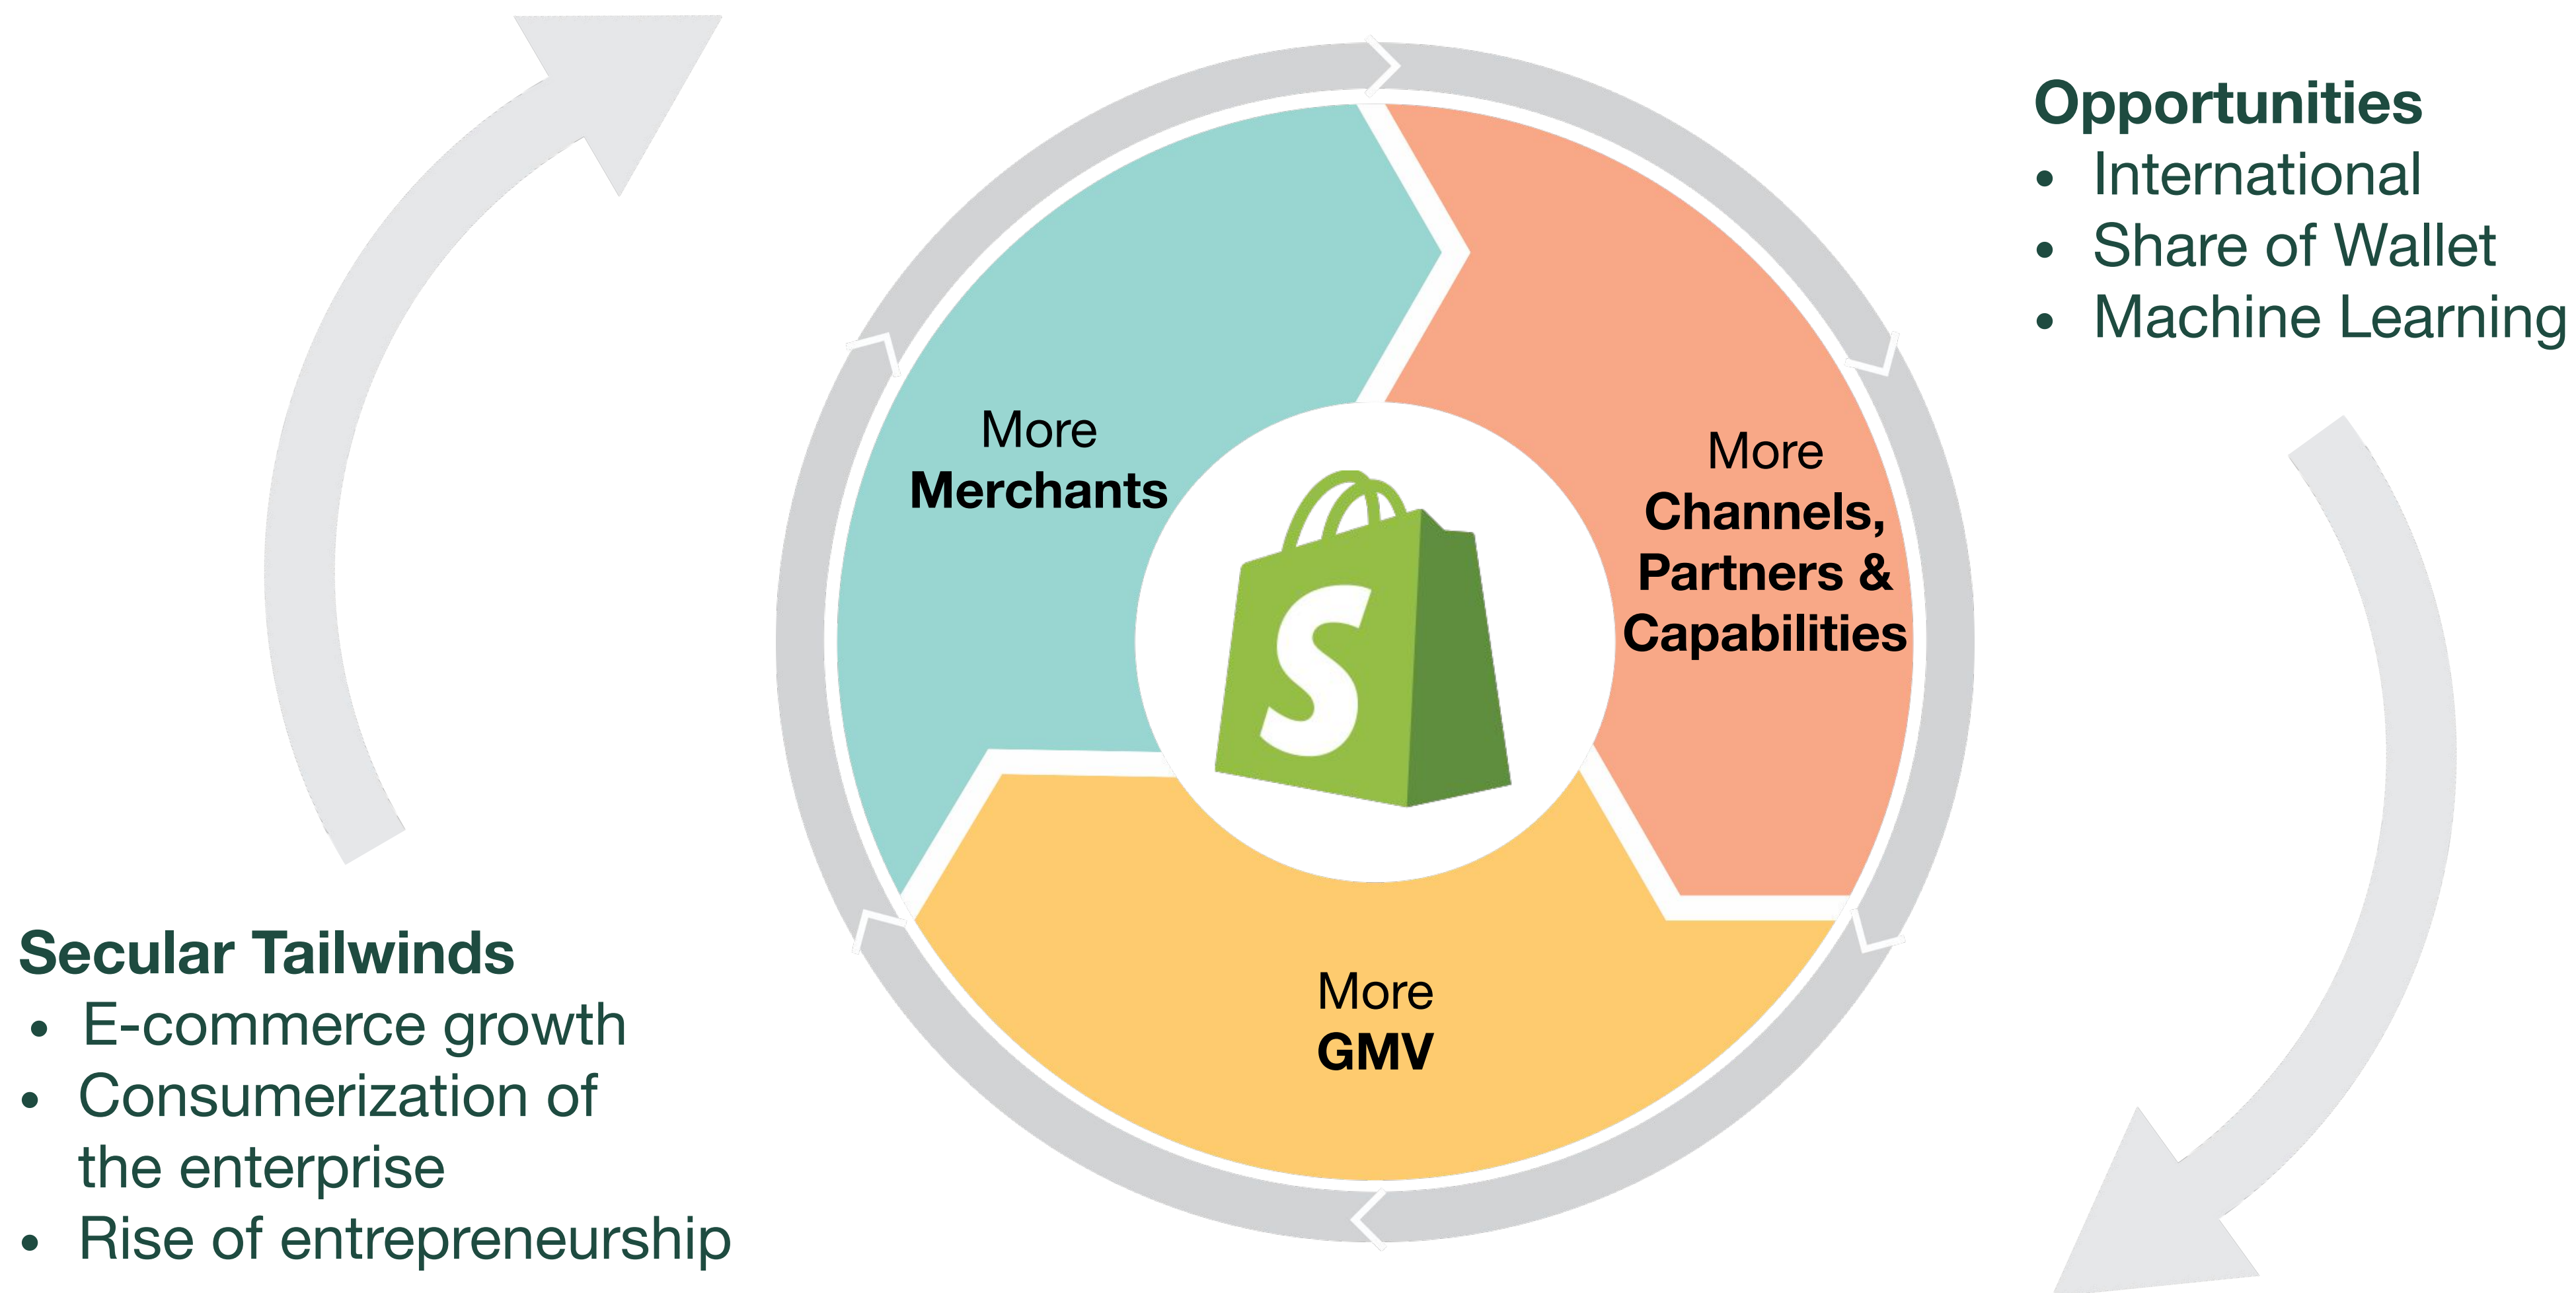 Opportunities
• International
• Share of Wallet
• Machine Learning
More
Merchants
More
Channels,
Partners &
Capabilities
S
More
GMV
Secular Tailwinds
• E-commerce growth
• Consumerization of
the enterprise
• Rise of entrepreneurship